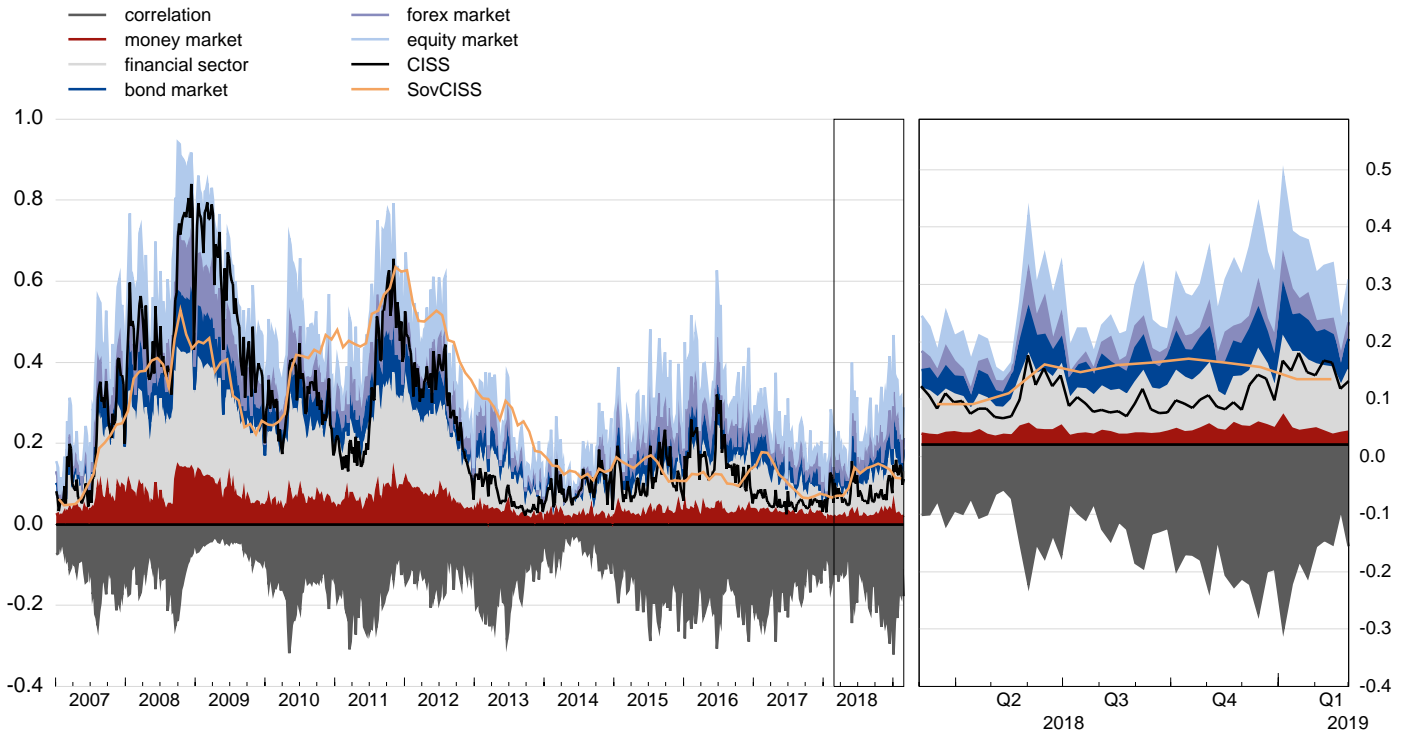 correlation
money market
financial sector
bond market
forex market
equity market
CISS
SovCISS
1.0
0.8
0.6
0.4
0.2
0.0
-0.2
-0.4
2007 2008 2009 2010 2011 2012 2013 2014 2015 2016 2017 2018
0.5
0.4
0.3
0.2
0.1
0.0
-0.1
-0.2
-0.3
-0.4
Q2 Q3 Q4 Q1
2018 2019